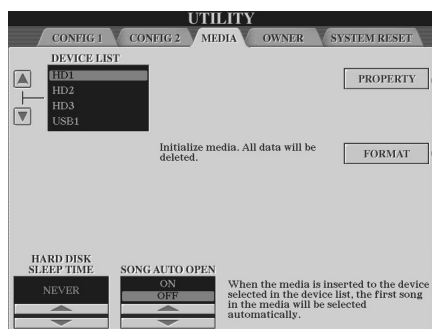 UTILITY
CONFIG 1
CONFIG 2
MEDIA
OWNER
SYSTEM RESET
DEVICE LIST
HD1
HD2
HD3
USB1
PROPERTY
Initialize media. All data will be
deleted.
FORMAT
HARD DISK
SLEEP TIME
NEVER
SONG AUTO OPEN
ON
OFF
When the media is inserted to the device
selected in the device list, the first song
in the media will be selected
automatically.